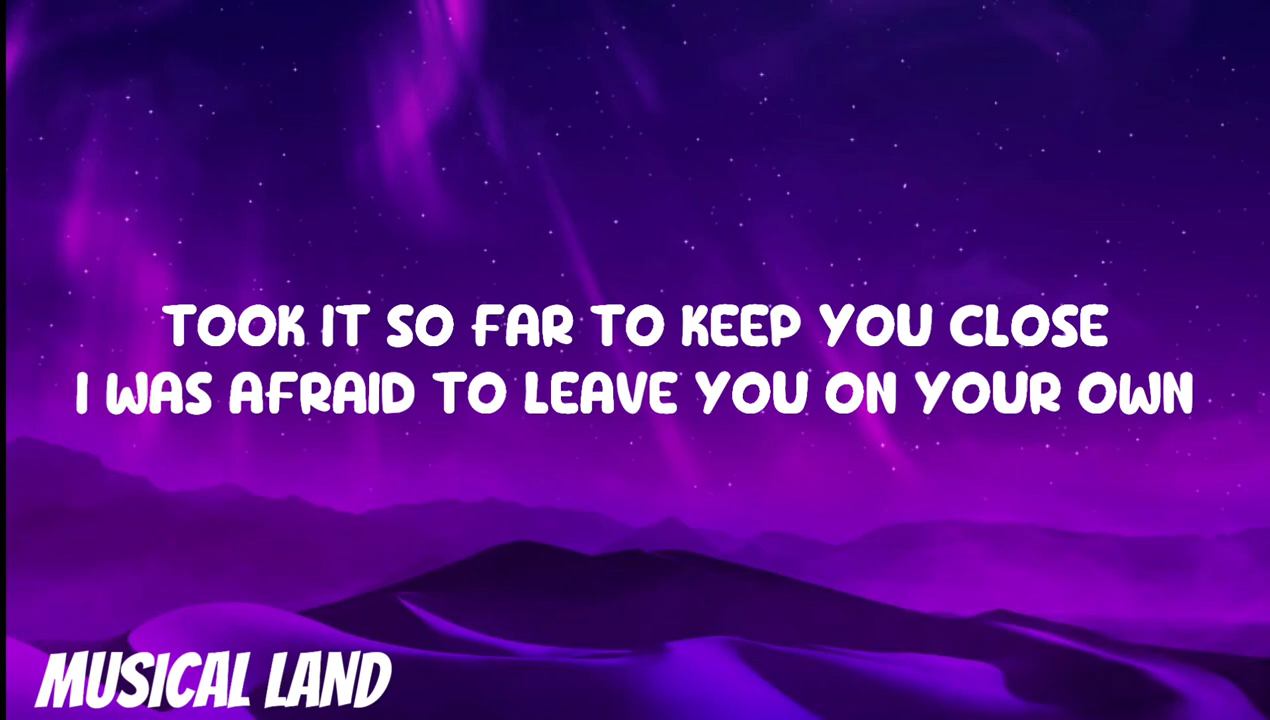 TOOK IT SO FAR TO KEEP YOU CLOSE
I WAS AFRAID TO LEAVE YOU ON YOUR OWN
MUSICAL LAND